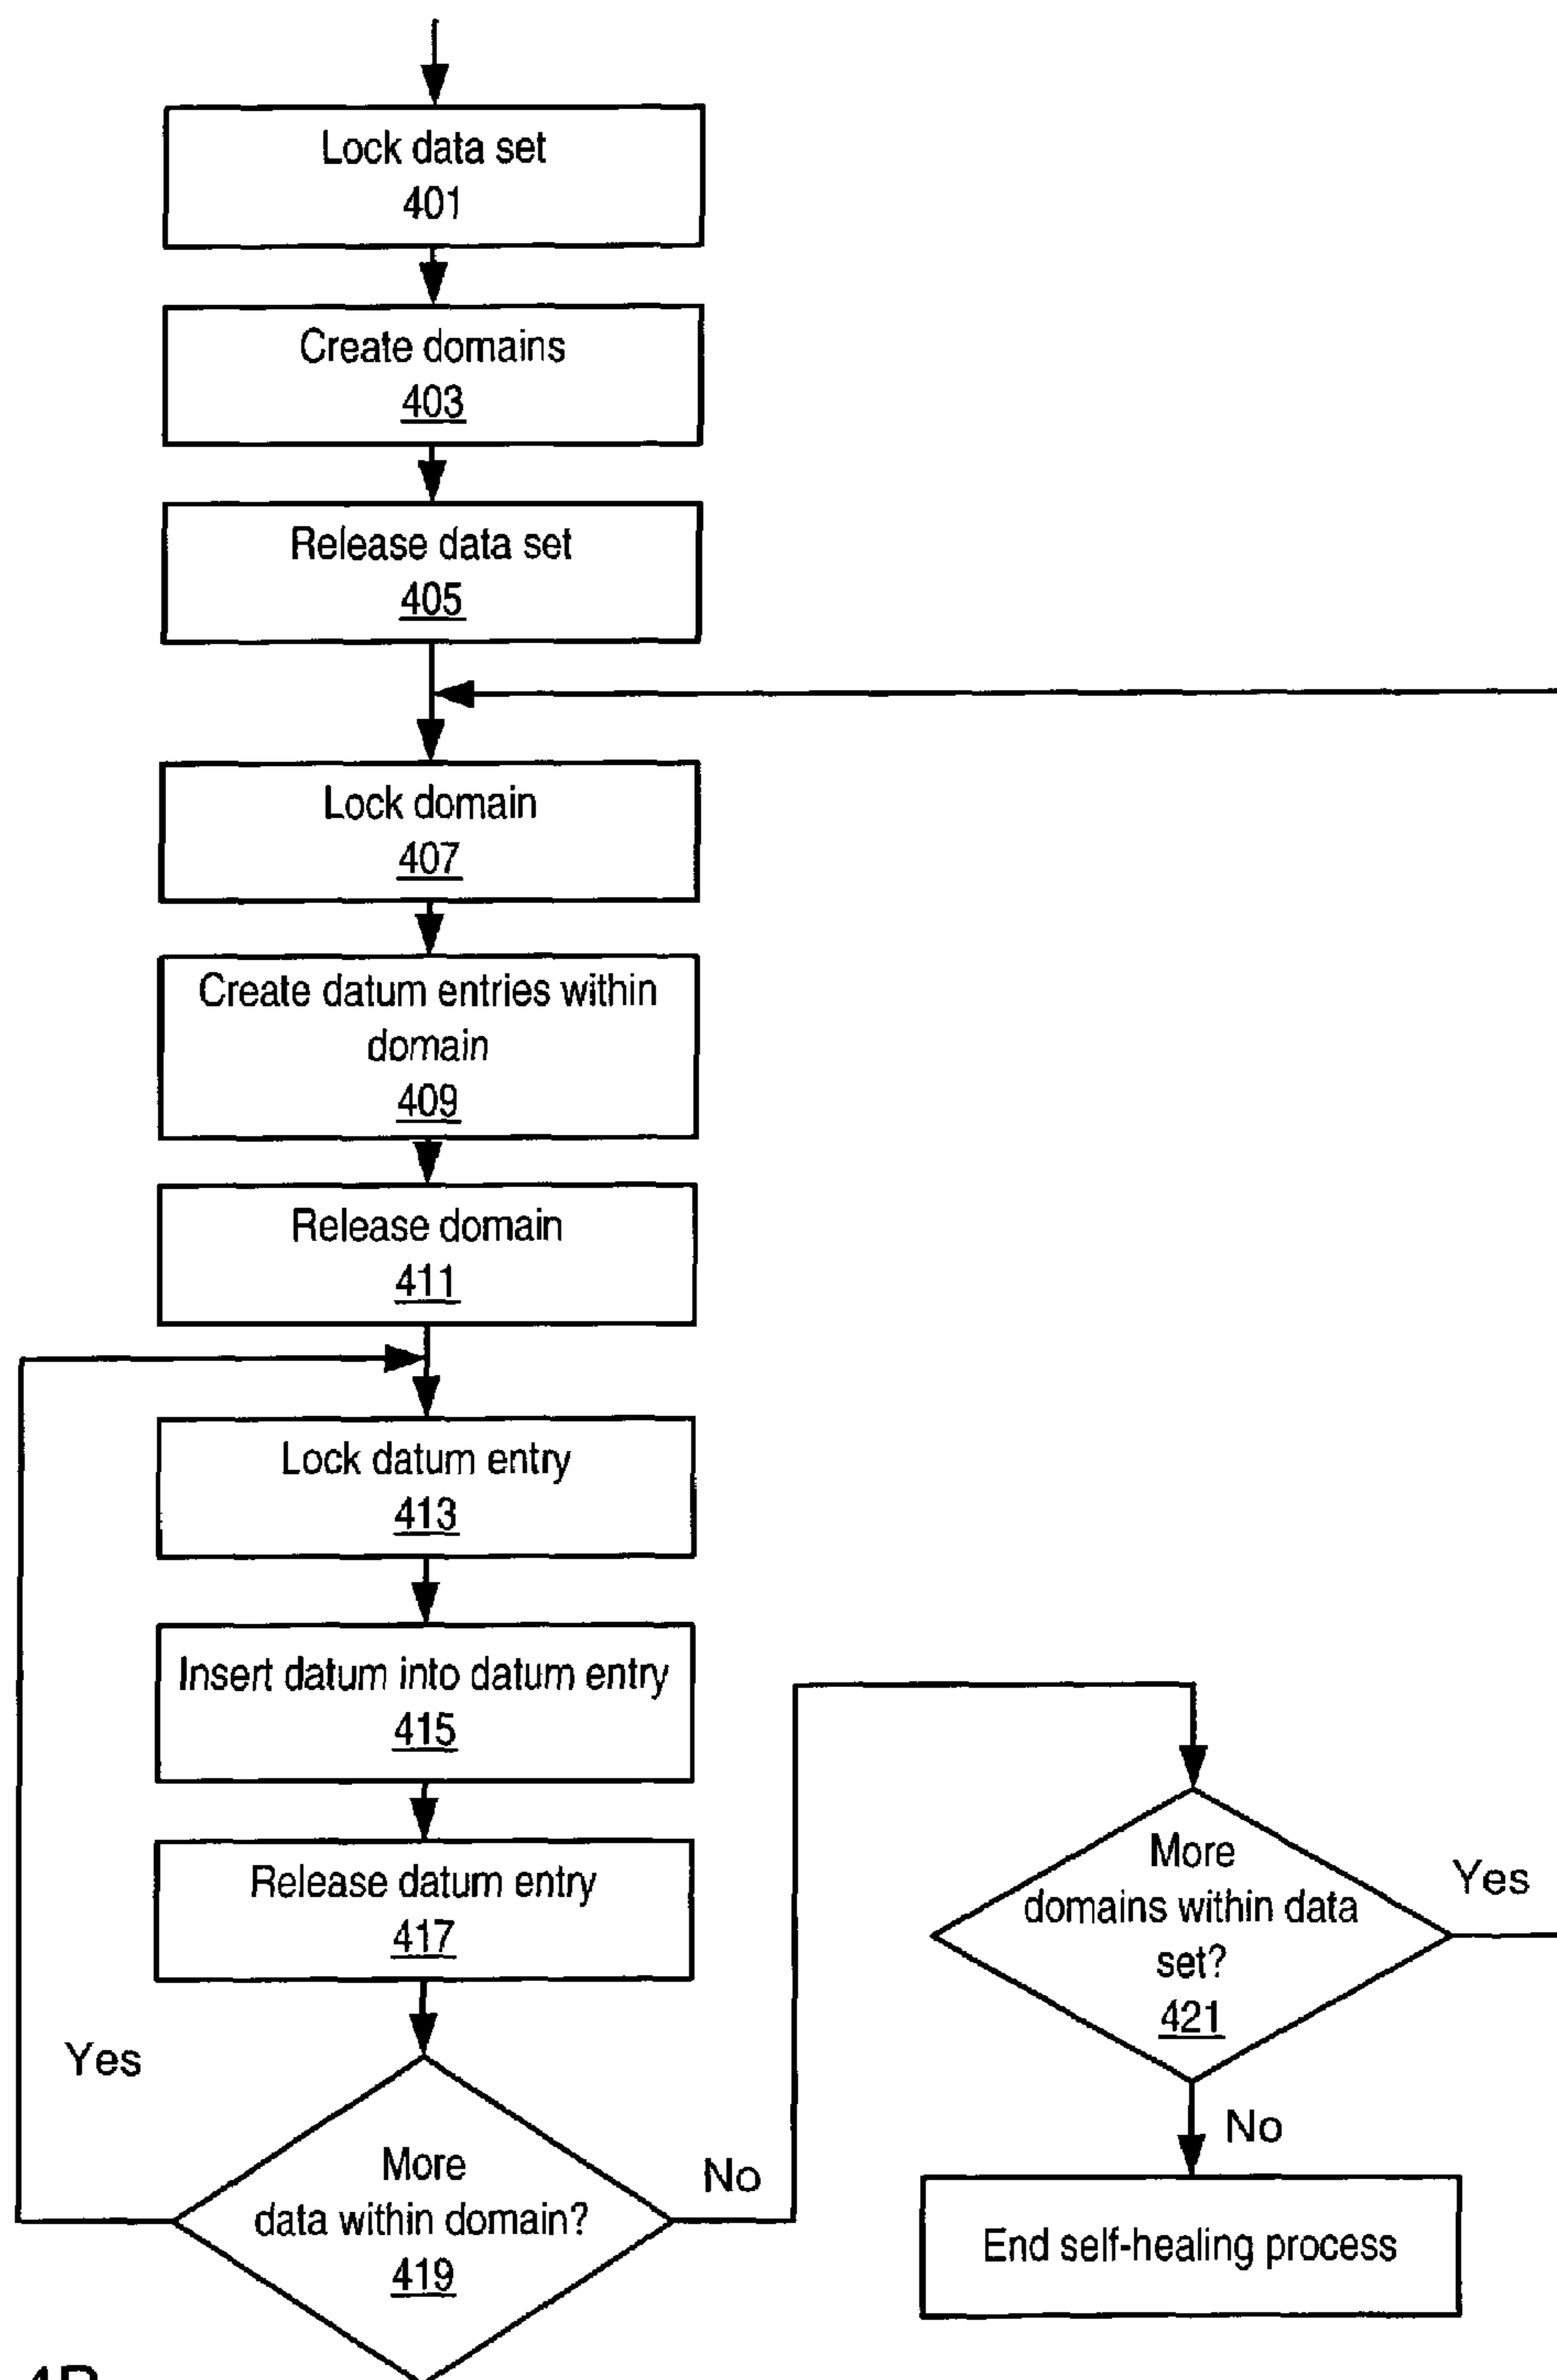 Lock data set
401
Create domains
403
Release data set
405
Lock domain
407
Create datum entries within
domain
409
Release domain
411
Lock datum entry
413
Insert datum into datum entry
415
Release datum entry
417
Yes
More
data within domain?
419
No
More
domains within data
set?
421
Yes
No
End self-healing process